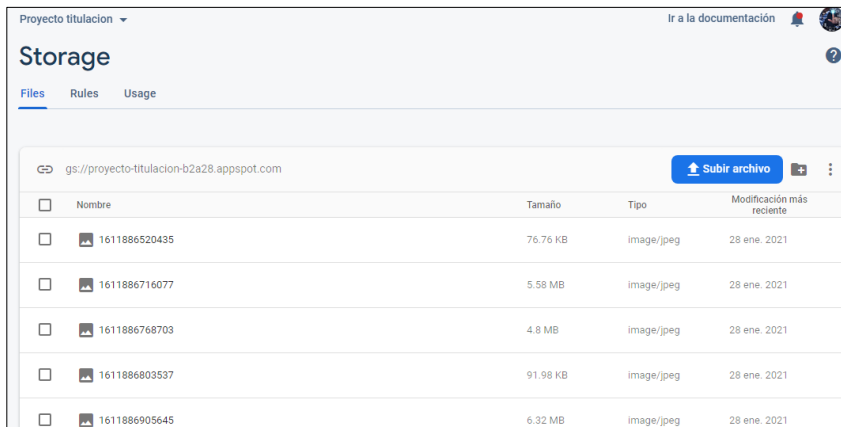 Proyecto titulacion Ir a la documentación
Storage
Files Rules Usage
gs://proyecto-titulacion-b2a28.appspot.com Subir archivo
Nombre Tamaño Tipo Modificación más reciente
1611886520435 76.76 KB image/jpeg 28 ene. 2021
1611886716077 5.58 MB image/jpeg 28 ene. 2021
1611886768703 4.8 MB image/jpeg 28 ene. 2021
1611886803537 91.98 KB image/jpeg 28 ene. 2021
1611886905645 6.32 MB image/jpeg 28 ene. 2021